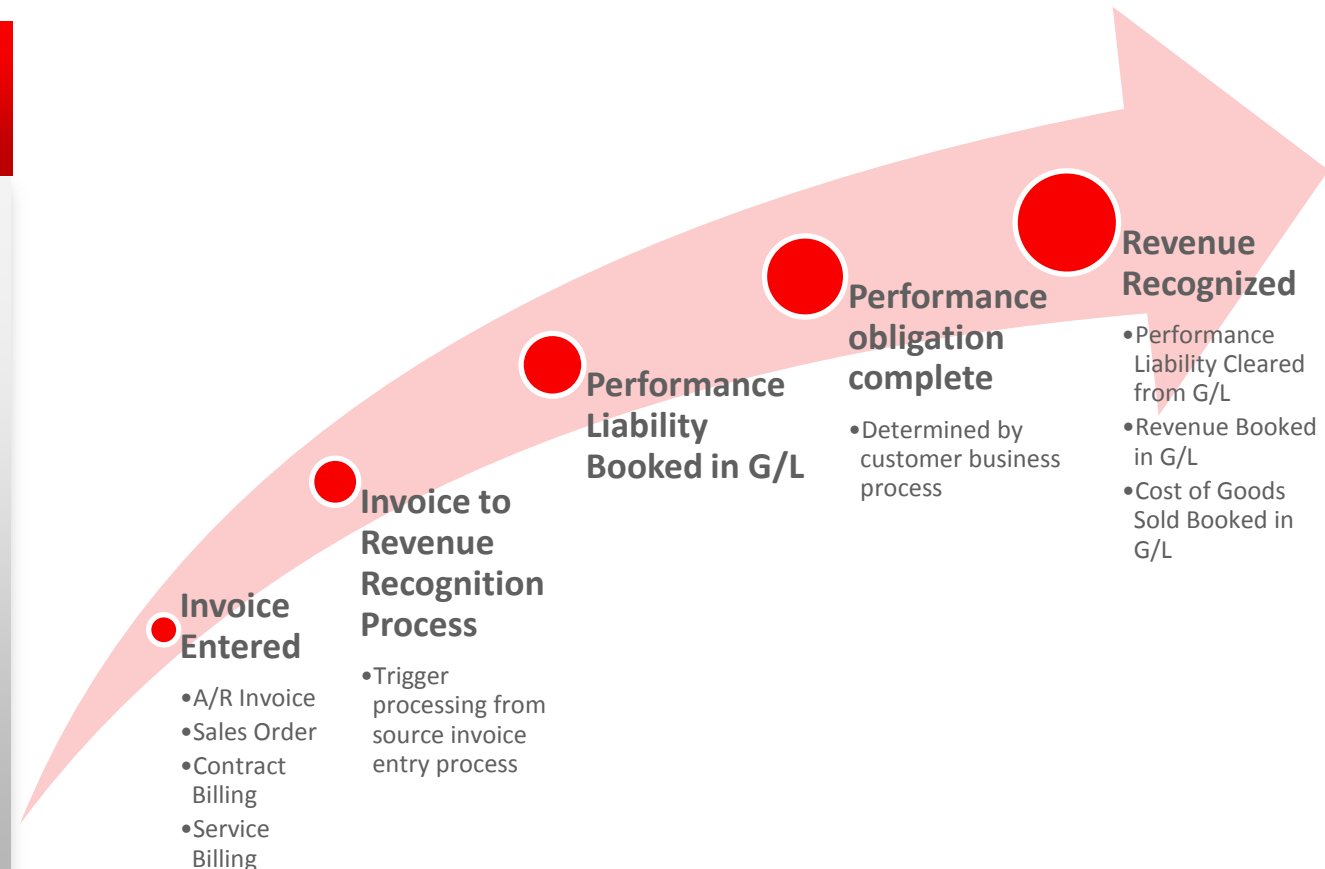 Invoice
Entered
•A/R Invoice
•Sales Order
•Contract
Billing
•Service
Billing
Invoice to
Revenue
Recognition
Process
•Trigger
processing from
source invoice
entry process
Performance
Liability
Booked in G/L
Performance
obligation
complete
•Determined by
customer business
process
Revenue
Recognized
•Performance
Liability Cleared
from G/L
•Revenue Booked
in G/L
•Cost of Goods
Sold Booked in
G/L